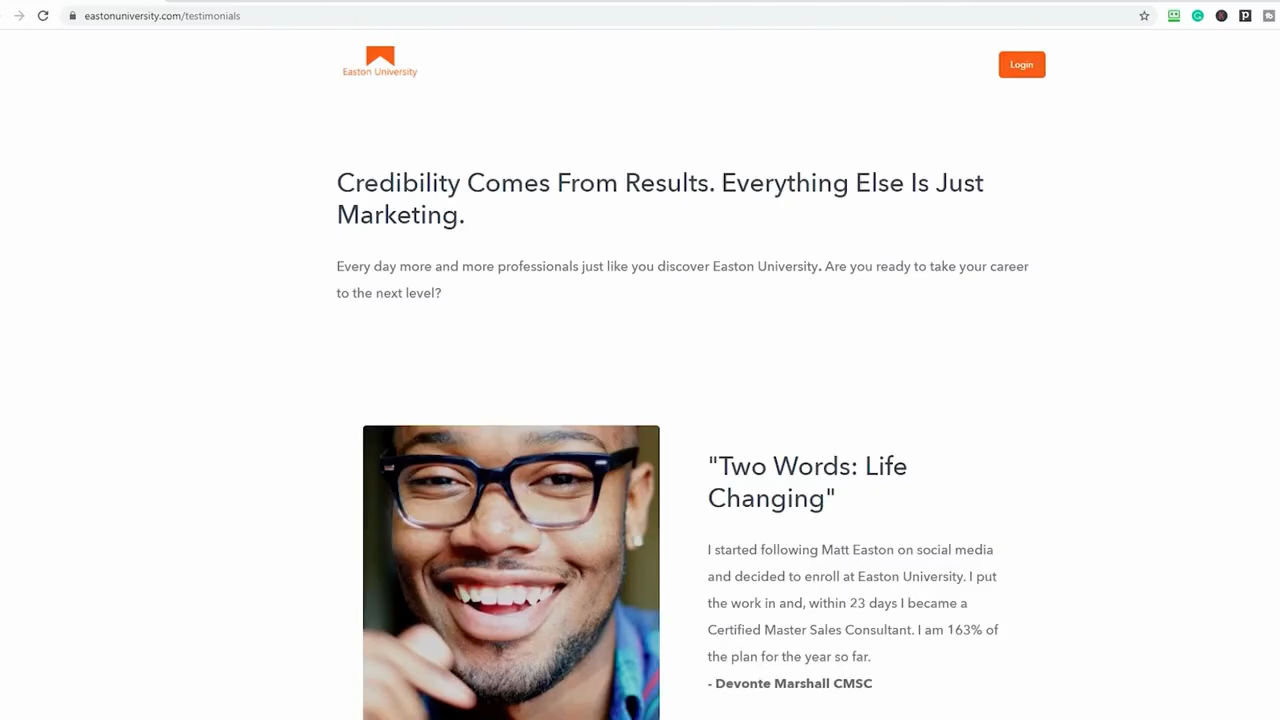 eastonuniversity.com/testimonials
Easton University
Login
Credibility Comes From Results. Everything Else Is Just
Marketing.
Every day more and more professionals just like you discover Easton University. Are you ready to take your career
to the next level?
"Two Words: Life
Changing"
I started following Matt Easton on social media
and decided to enroll at Easton University. I put
the work in and, within 23 days I became a
Certified Master Sales Consultant. I am 163% of
the plan for the year so far.
- Devonte Marshall CMSC